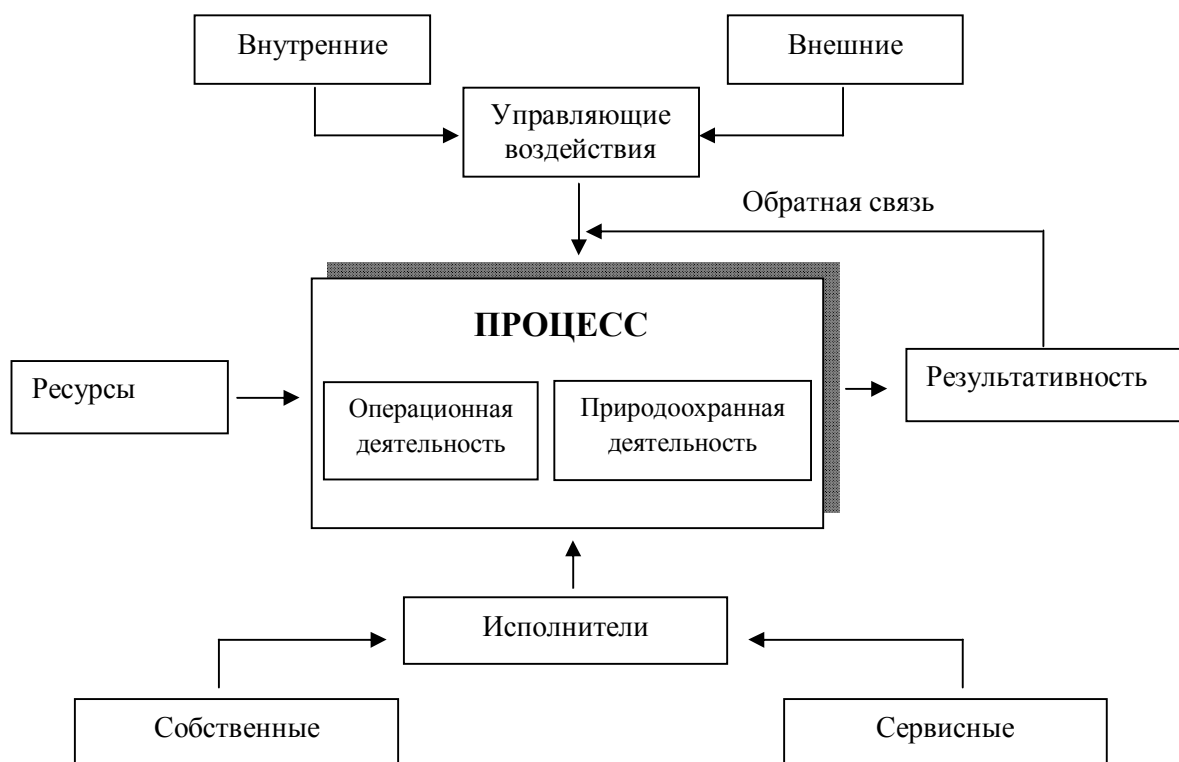 Внутренние
Внешние
Управляющие
воздействия
Обратная связь
ПРОЦЕСС
Ресурсы
Операционная
деятельность
Природоохранная
деятельность
Результативность
Исполнители
Собственные
Сервисные